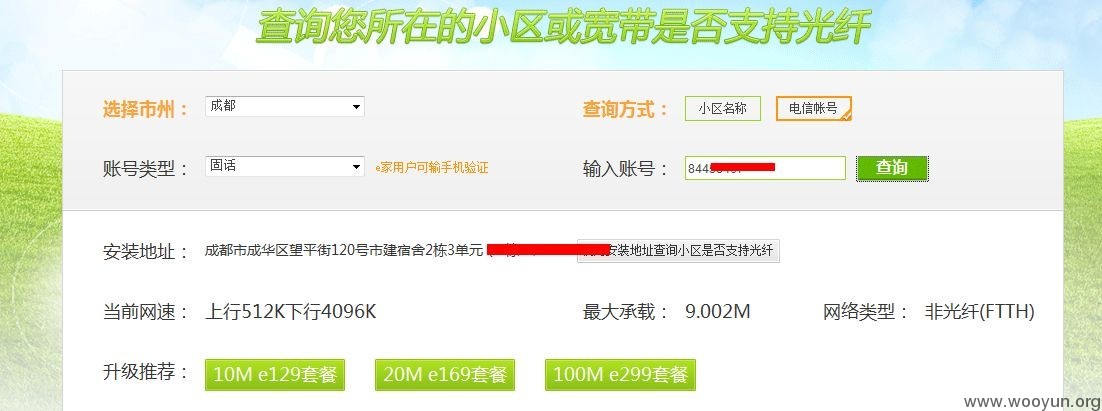 查询您所在的小区或宽带是否支持光纤
选择市州： 成都 查询方式： 小区名称 电信帐号
账号类型： 固话 e家用户可输手机验证 输入账号： 844 查询
安装地址： 成都市成华区望平街120号市建宿舍2栋3单元 安装地址查询小区是否支持光纤
当前网速： 上行512K下行4096K 最大承载： 9.002M 网络类型： 非光纤(FTTH)
升级推荐： 10M e129套餐 20M e169套餐 100M e299套餐
www.wooyun.org